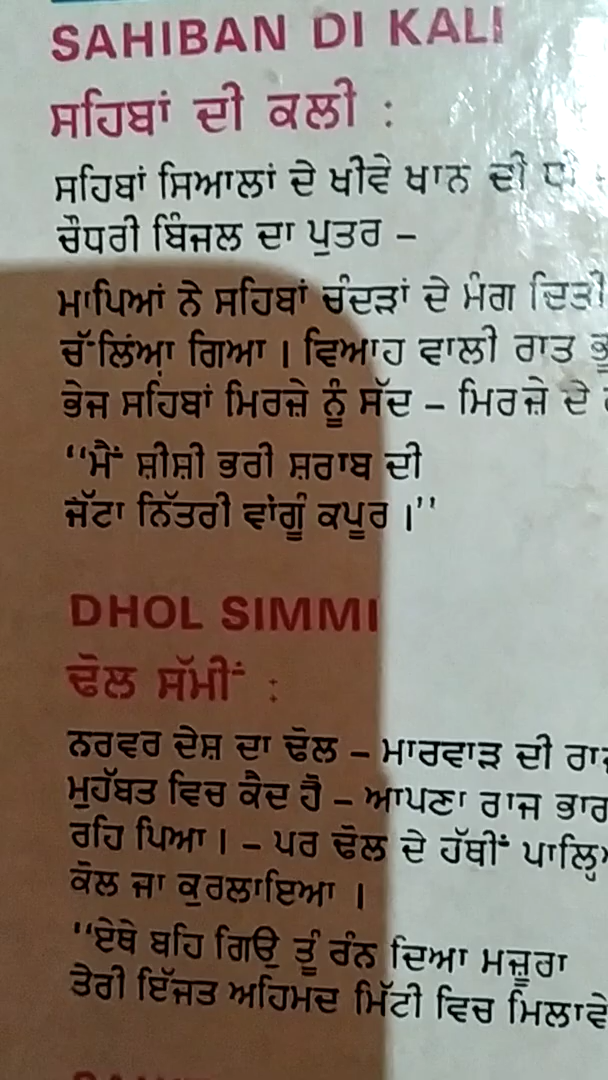 SAHIBAN DI KALI
ਸਹਿਬਾਂ ਦੀ ਕਲੀ :
ਸਹਿਬਾਂ ਸਿਆਲਾਂ ਦੇ ਖੀਵੇ ਖਾਨ ਦੀ
ਚੌਧਰੀ ਬਿੰਜਲ ਦਾ ਪੁਤਰ –
ਮਾਪਿਆਂ ਨੇ ਸਹਿਬਾਂ ਚੰਦੜਾਂ ਦੇ ਮੰਗ ਦਿਤੀ
ਗਿਆ । ਵਿਆਹ ਵਾਲੀ ਰਾਤ
ਭੇਜ ਸਹਿਬਾਂ ਮਿਰਜ਼ੇ ਨੂੰ ਸੱਦ – ਮਿਰਜ਼ੇ ਦੇ
“ਮੈਂ ਸ਼ੀਸ਼ੀ ਭਰੀ ਸ਼ਰਾਬ ਦੀ
ਜੱਟਾ ਨਿੱਤਰੀ ਵਾਂਗੂੰ ਕਪੂਰ ।”
DHOL SIMMI
ਢੋਲ ਸੱਮੀਂ :
ਨਰਵਰ ਦੇਸ਼ ਦਾ ਢੋਲ – ਮਾਰਵਾੜ ਦੀ
ਮੁਹੱਬਤ ਵਿਚ ਕੈਦ ਹੈ – ਆਪਣਾ ਰਾਜ
ਰਹਿ ਪਿਆ । – ਪਰ ਢੋਲ ਦੇ ਹੱਥੀਂ
ਕੋਲ ਜਾ ਕੁਰਲਾਇਆ ।
“ਏਥੇ ਬਹਿ ਗਿਉ ਤੂੰ ਰੰਨ ਦਿਆ ਮਜ਼ੂਰਾ
ਤੇਰੀ ਇੱਜਤ ਅਹਿਮਦ ਮਿੱਟੀ ਵਿਚ ਮਿਲਾਵੇ